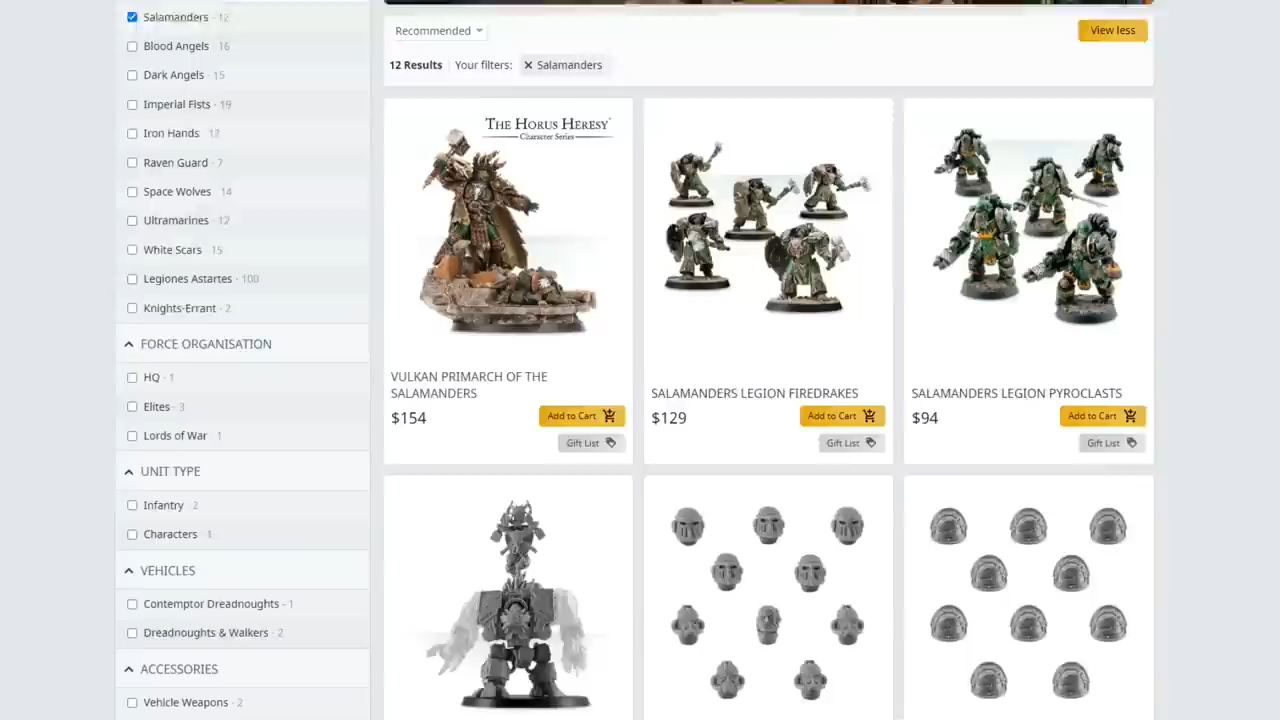 Salamanders - 12
Blood Angels - 16
Dark Angels - 15
Imperial Fists - 19
Iron Hands - 12
Raven Guard - 7
Space Wolves - 14
Ultramarines - 12
White Scars - 15
Legiones Astartes - 100
Knights-Errant - 2
FORCE ORGANISATION
HQ - 1
Elites - 3
Lords of War - 1
UNIT TYPE
Infantry - 2
Characters - 1
VEHICLES
Contemptor Dreadnoughts - 1
Dreadnoughts & Walkers - 2
ACCESSORIES
Vehicle Weapons - 2
Recommended
View less
12 Results
Your filters:
✕ Salamanders
THE HORUS HERESY
Character Series
VULKAN PRIMARCH OF THE
SALAMANDERS
$154
Add to Cart
Gift List
SALAMANDERS LEGION FIREDRAKES
$129
Add to Cart
Gift List
SALAMANDERS LEGION PYROCLASTS
$94
Add to Cart
Gift List